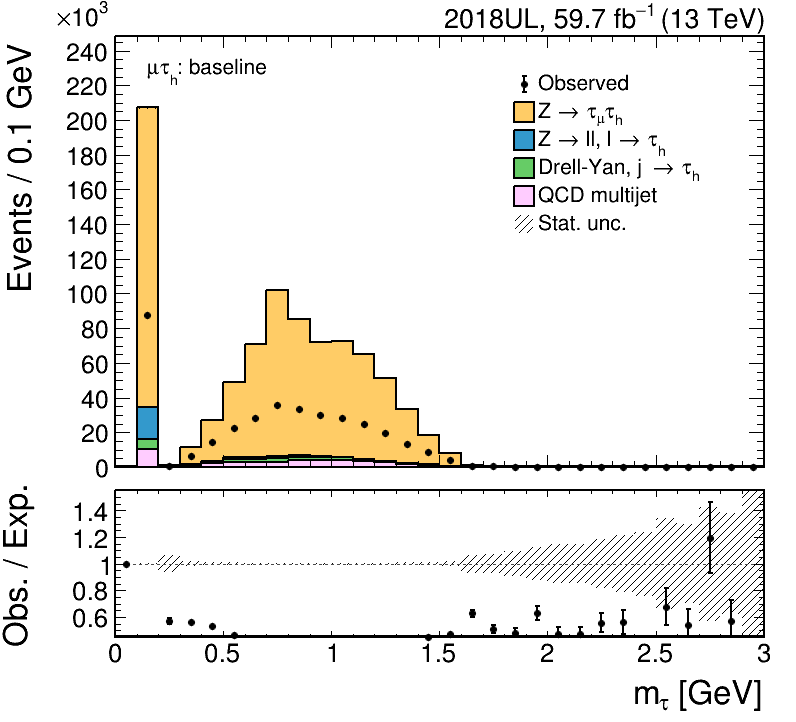 ×10³
2018UL, 59.7 fb⁻¹ (13 TeV)
Events / 0.1 GeV
240
220
200
180
160
140
120
100
80
60
40
20
0
μτₕ: baseline
Observed
Z → τ_μτₕ
Z → ll, l → τₕ
Drell-Yan, j → τₕ
QCD multijet
Stat. unc.
Obs. / Exp.
1.4
1.2
1
0.8
0.6
0 0.5 1 1.5 2 2.5 3
m_τ [GeV]